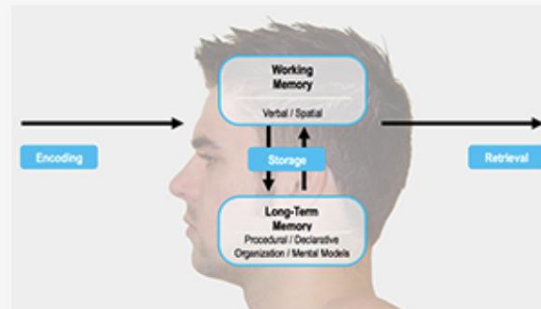 Working
Memory
Verbal / Spatial
Encoding
Storage
Retrieval
Long-Term
Memory
Procedural / Declarative
Organization / Mental Models